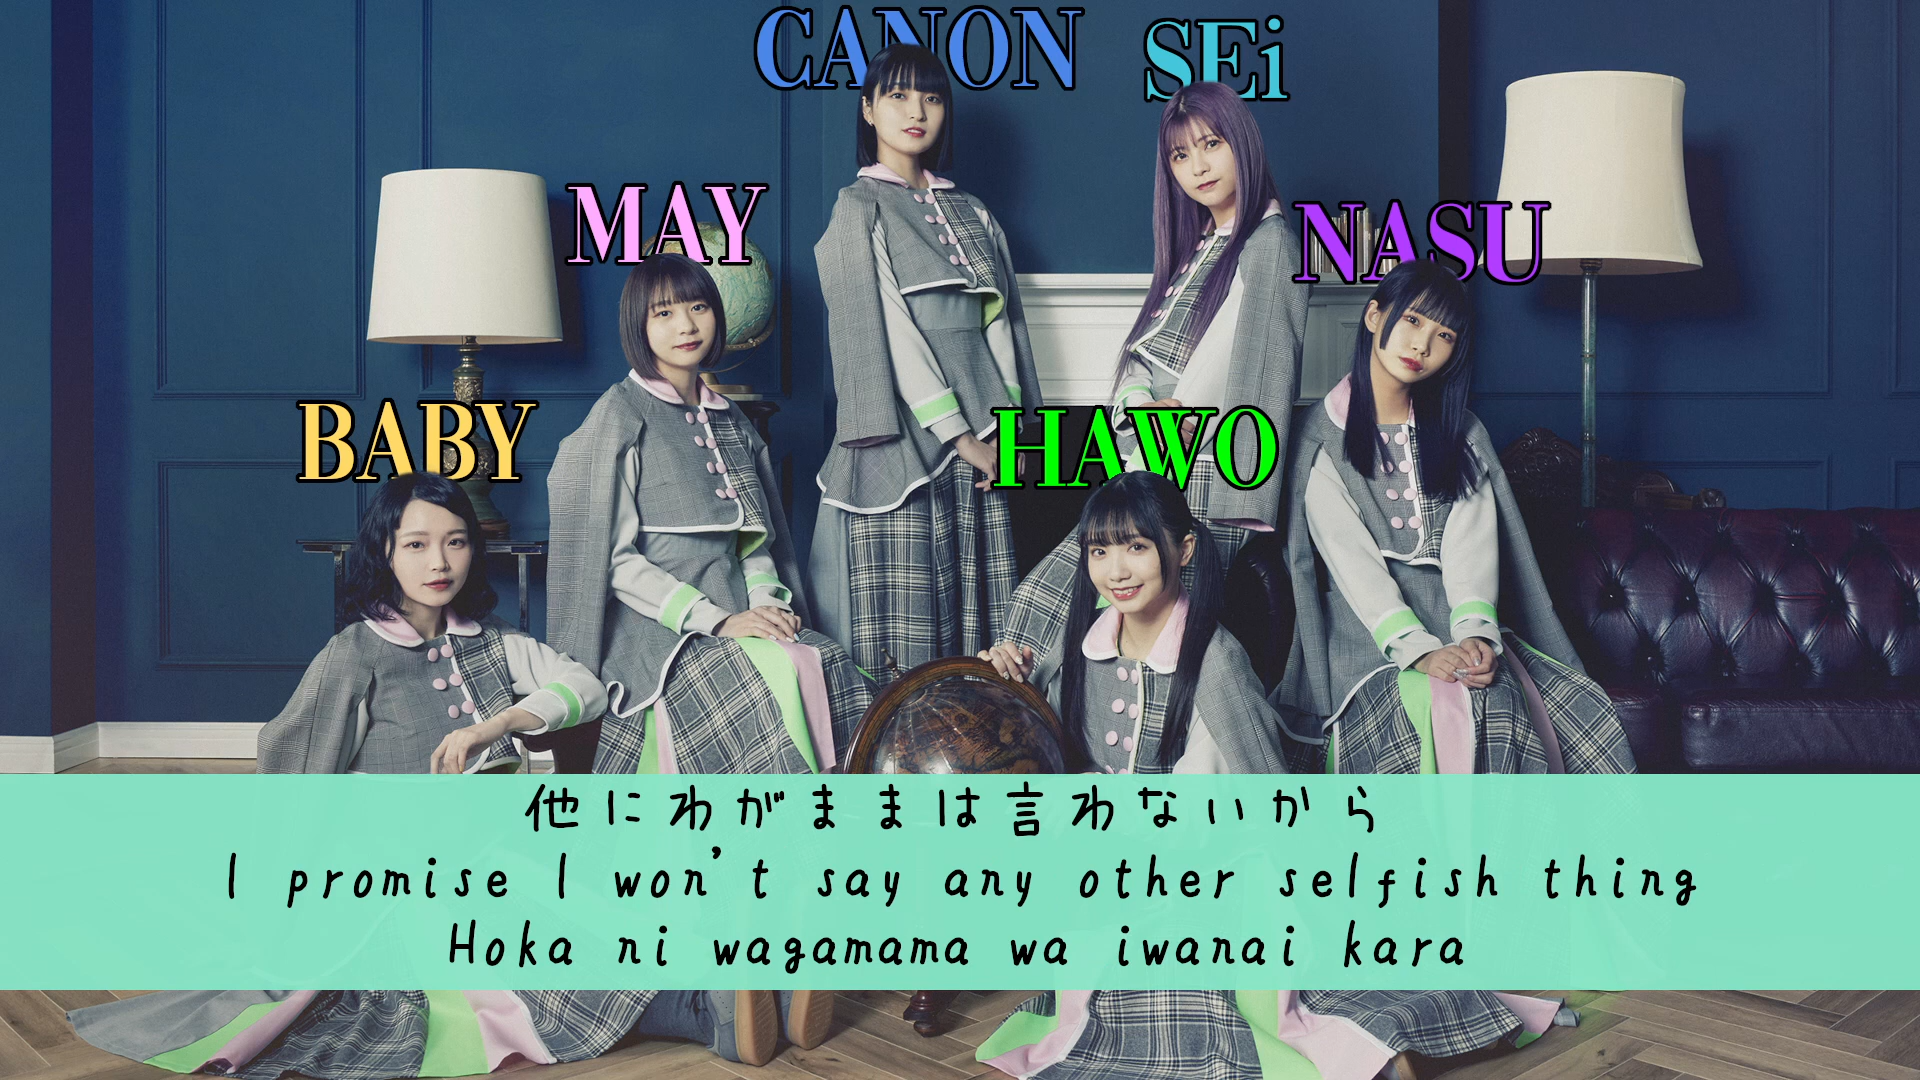 CANON
SEi
MAY
NASU
BABY
HAWO
他にわがままは言わないから
I promise I won't say any other selfish thing
Hoka ni wagamama wa iwanai kara